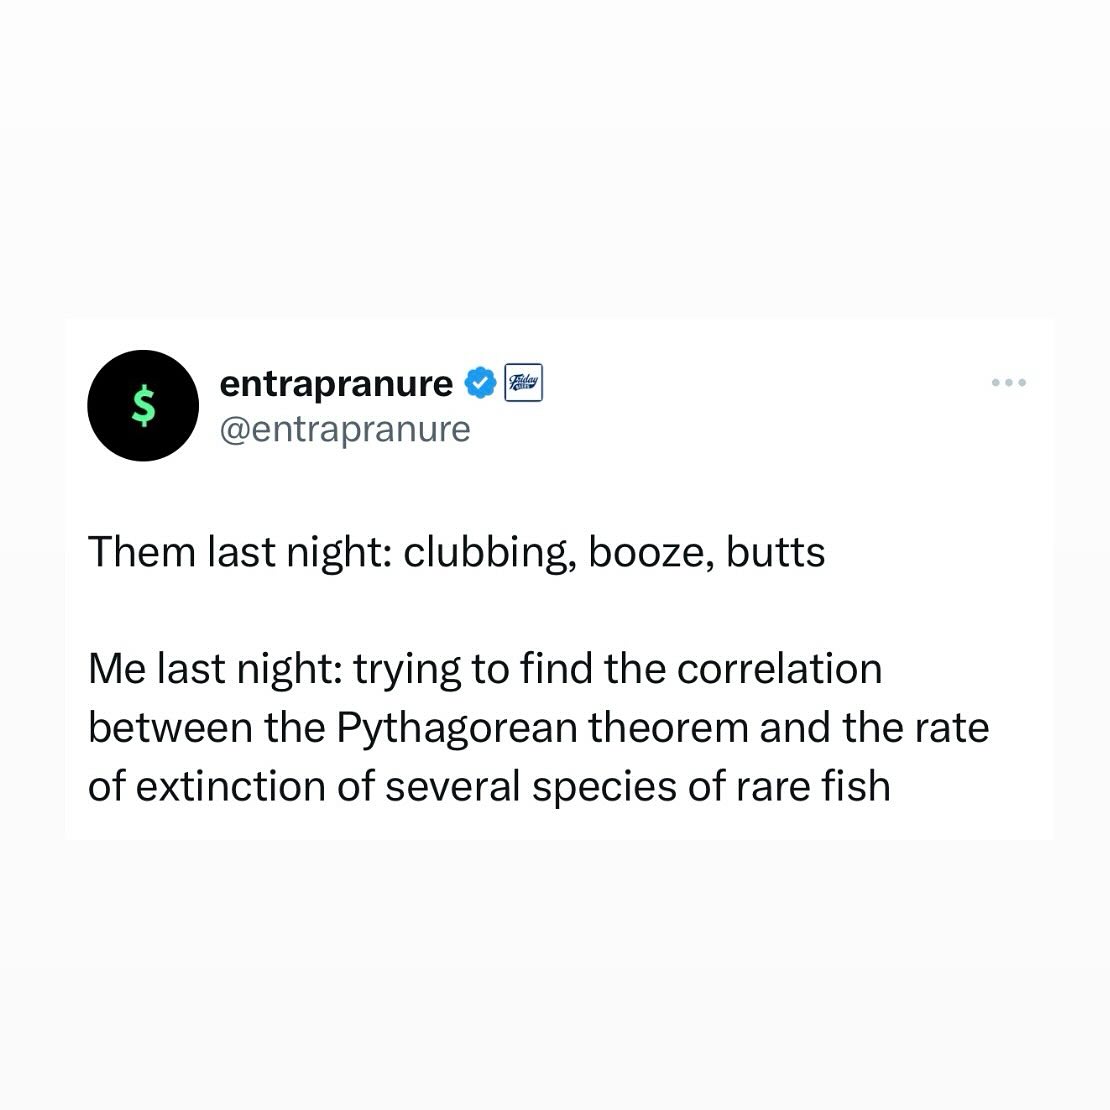 $
entrapranure
Friday
@entrapranure
Them last night: clubbing, booze, butts
Me last night: trying to find the correlation
between the Pythagorean theorem and the rate
of extinction of several species of rare fish